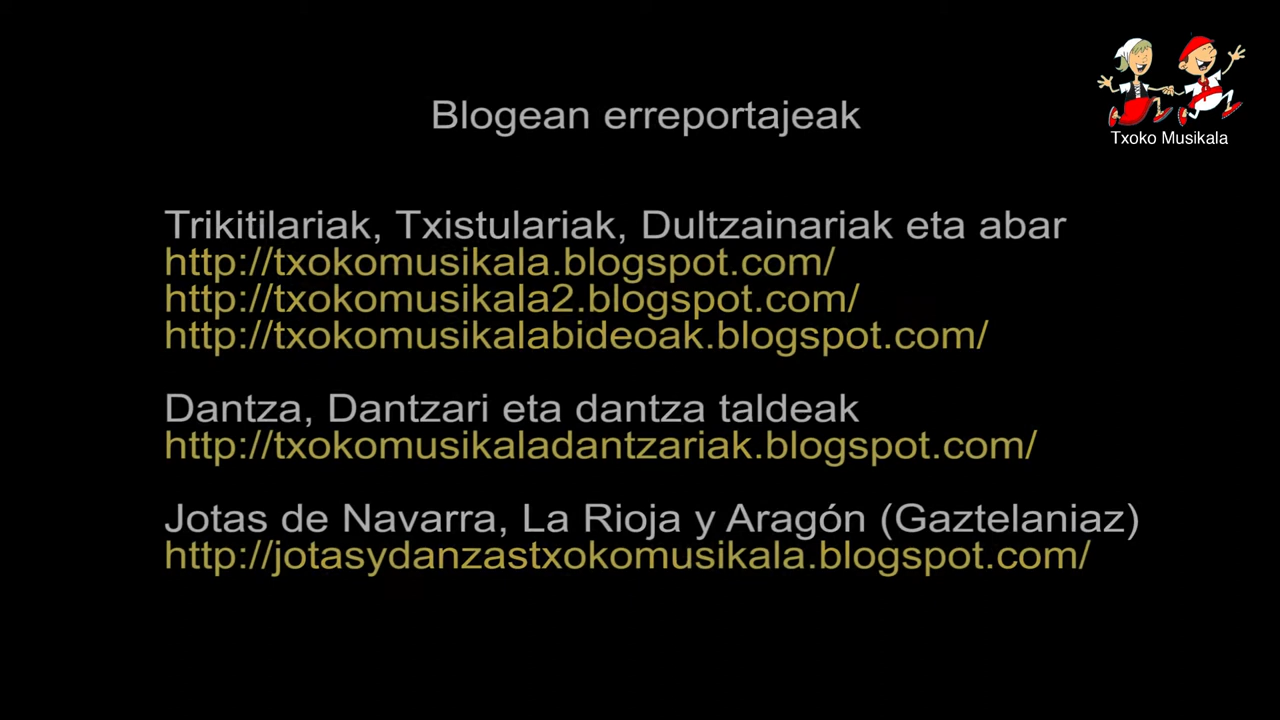 Blogean erreportajeak
Txoko Musikala
Trikitilariak, Txistulariak, Dultzainariak eta abar
http://txokomusikala.blogspot.com/
http://txokomusikala2.blogspot.com/
http://txokomusikalabideoak.blogspot.com/
Dantza, Dantzari eta dantza taldeak
http://txokomusikaladantzariak.blogspot.com/
Jotas de Navarra, La Rioja y Aragón (Gaztelaniaz)
http://jotasydanzastxokomusikala.blogspot.com/